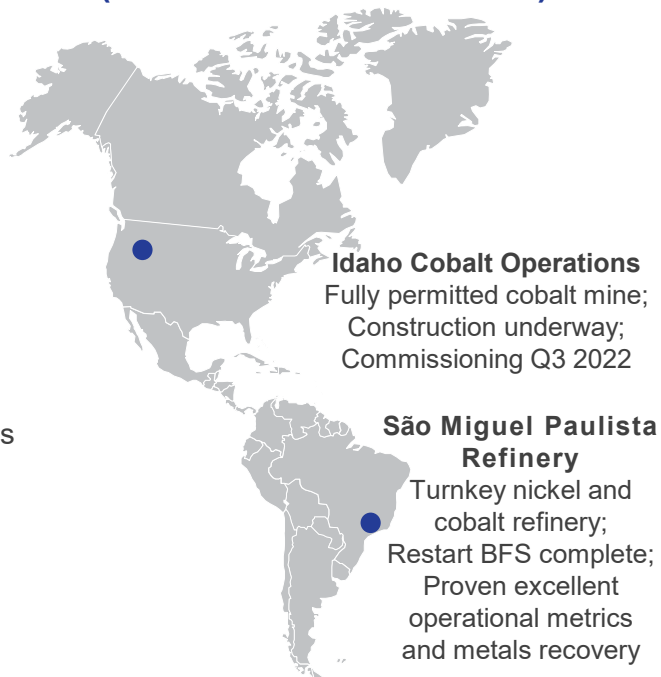 Idaho Cobalt Operations
Fully permitted cobalt mine;
Construction underway;
Commissioning Q3 2022
s
São Miguel Paulista
Refinery
Turnkey nickel and
cobalt refinery;
Restart BFS complete;
Proven excellent
operational metrics
and metals recovery